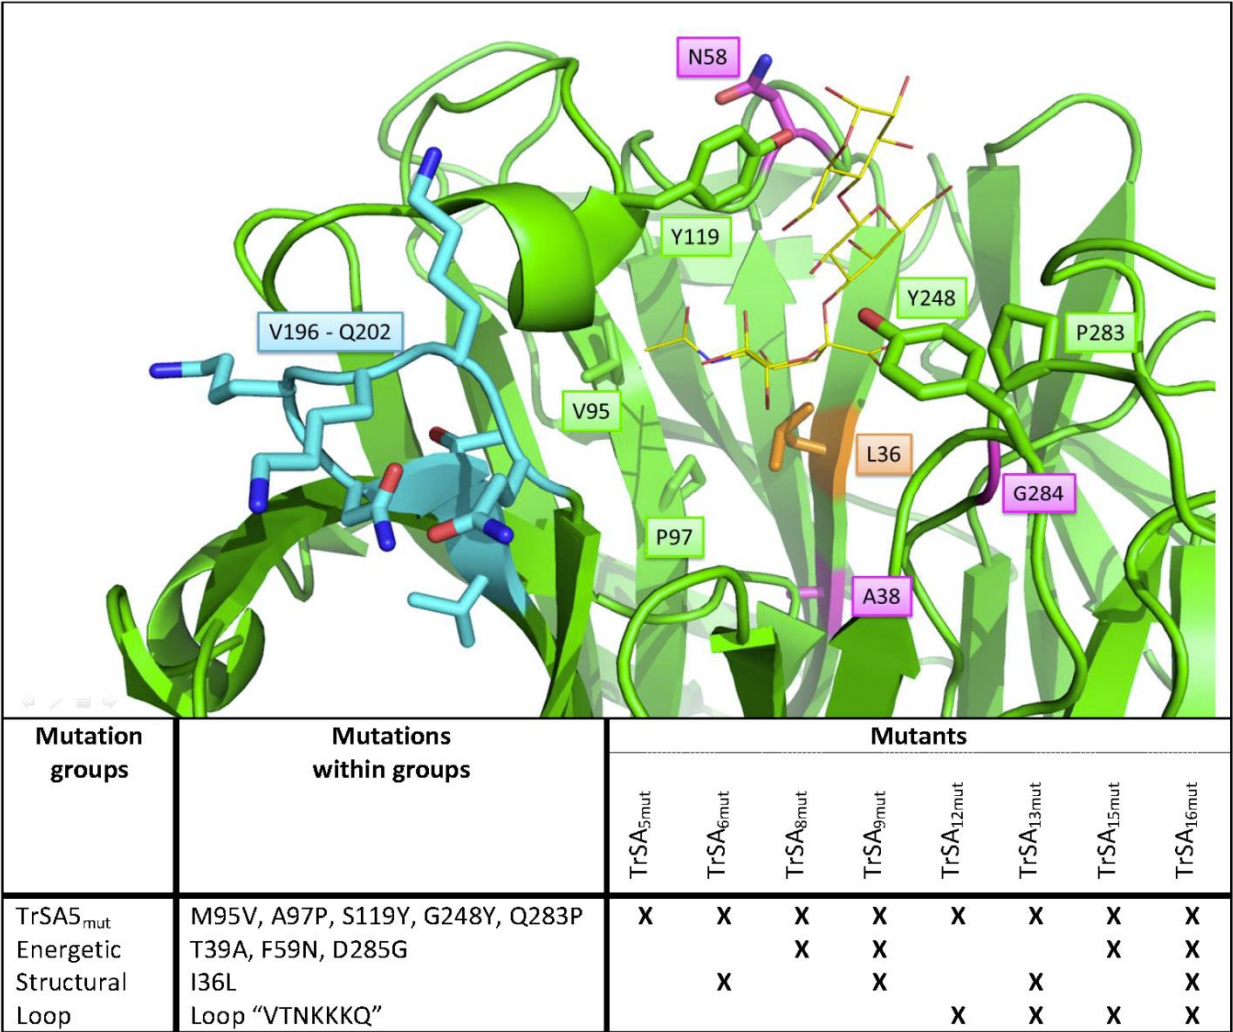 N58
Y119
Y248
V196 - Q202
P283
V95
L36
G284
P97
A38
Mutation groups
Mutations within groups
Mutants
TrSA5mut
TrSA6mut
TrSA8mut
TrSA9mut
TrSA12mut
TrSA13mut
TrSA15mut
TrSA16mut
TrSA5mut M95V, A97P, S119Y, G248Y, Q283P X X X X X X X X
Energetic T39A, F59N, D285G X X X X
Structural I36L X X X X
Loop Loop “VTNKKKQ” X X X X